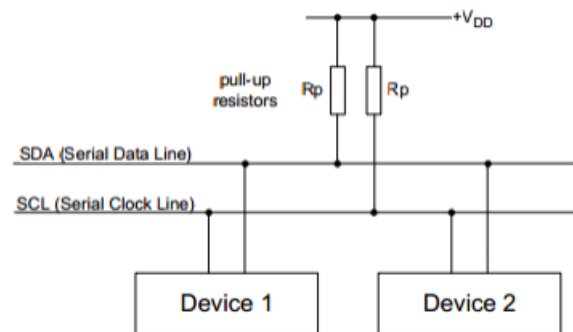 +VDD
pull-up
resistors
Rp
Rp
SDA (Serial Data Line)
SCL (Serial Clock Line)
Device 1
Device 2